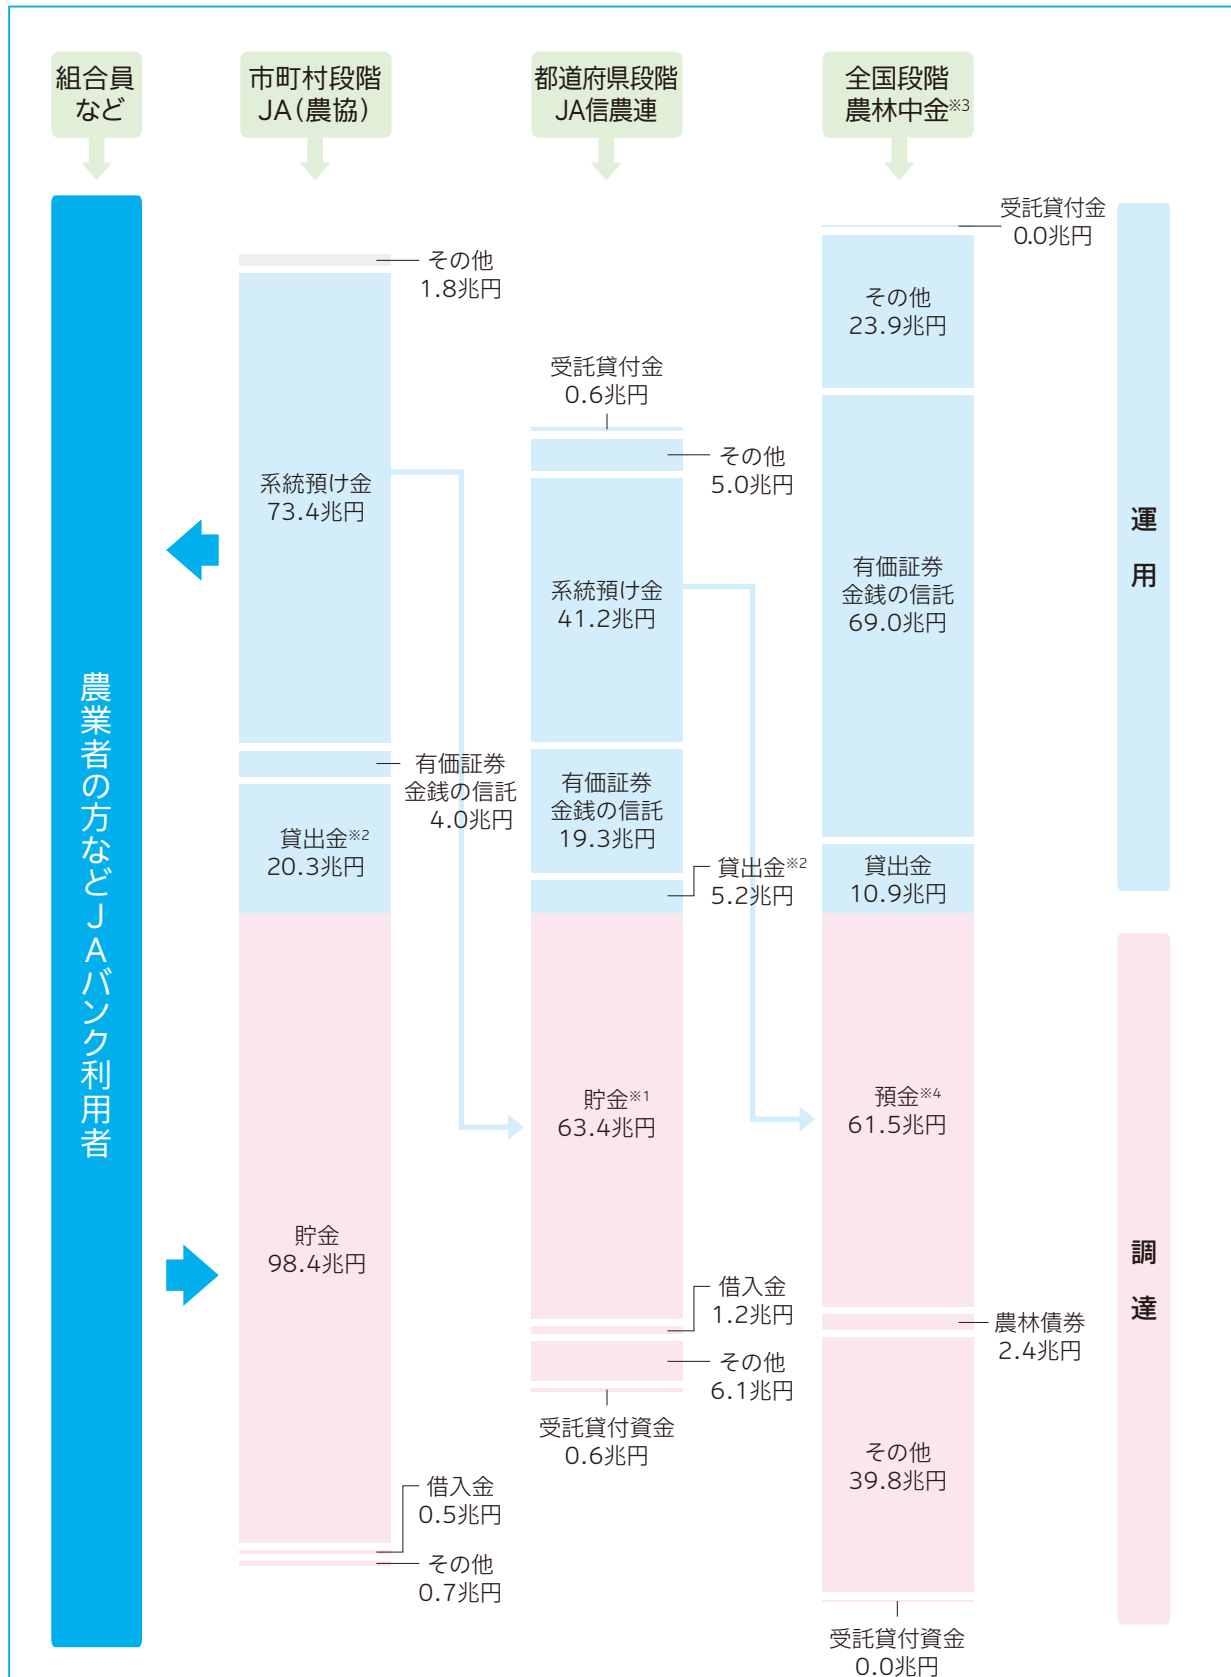 組合員
など
市町村段階
JA(農協)
都道府県段階
JA信農連
全国段階
農林中金※3
農業者の方などJAバンク利用者
その他
1.8兆円
系統預け金
73.4兆円
有価証券
金銭の信託
4.0兆円
貸出金※2
20.3兆円
貯金
98.4兆円
借入金
0.5兆円
その他
0.7兆円
受託貸付金
0.6兆円
その他
5.0兆円
系統預け金
41.2兆円
有価証券
金銭の信託
19.3兆円
貸出金※2
5.2兆円
貯金※1
63.4兆円
借入金
1.2兆円
その他
6.1兆円
受託貸付資金
0.6兆円
受託貸付金
0.0兆円
その他
23.9兆円
有価証券
金銭の信託
69.0兆円
貸出金
10.9兆円
預金※4
61.5兆円
農林債券
2.4兆円
その他
39.8兆円
受託貸付資金
0.0兆円
運用
調達